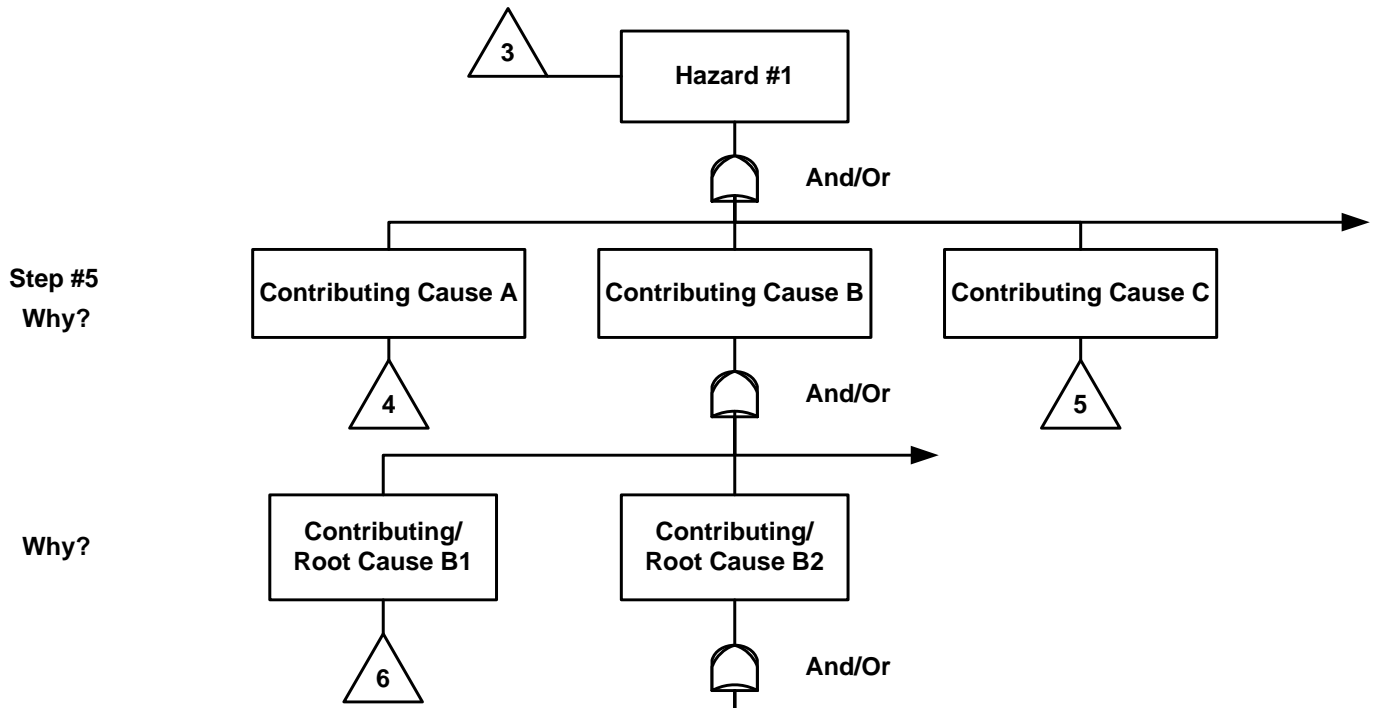 3
Hazard #1
And/Or
Step #5
Why?
Contributing Cause A
Contributing Cause B
Contributing Cause C
4
And/Or
5
Why?
Contributing/
Root Cause B1
Contributing/
Root Cause B2
6
And/Or